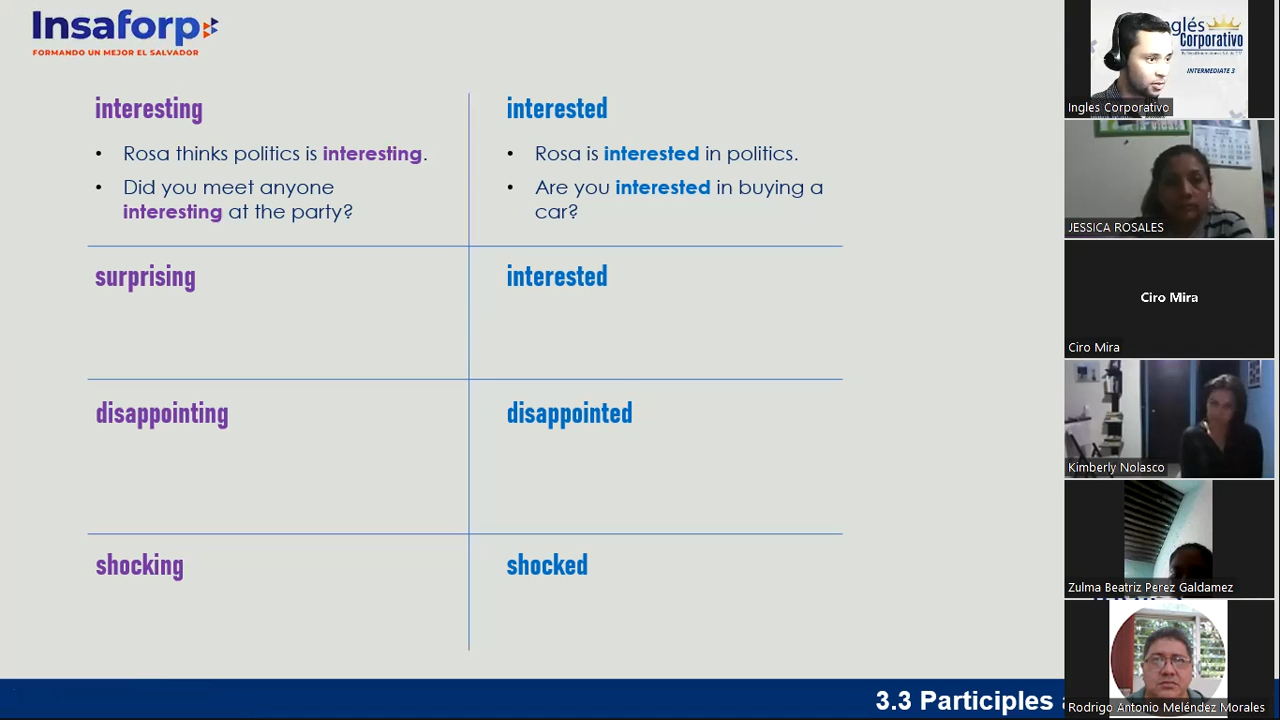 Insaforp
FORMANDO UN MEJOR EL SALVADOR
interesting
• Rosa thinks politics is interesting.
• Did you meet anyone
interesting at the party?
interested
• Rosa is interested in politics.
• Are you interested in buying a
car?
surprising
interested
disappointing
disappointed
shocking
shocked
3.3 Participles
glés
Corporativo
INTERMEDIATE 3
Ingles Corporativo
JESSICA ROSALES
Ciro Mira
Ciro Mira
Kimberly Nolasco
Zulma Beatriz Perez Galdamez
Rodrigo Antonio Meléndez Morales